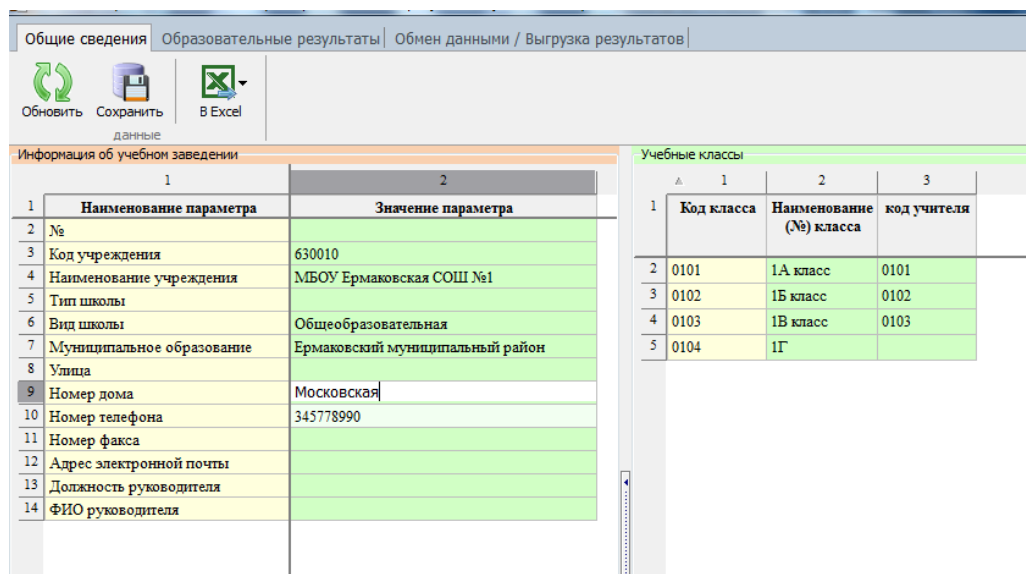 Общие сведения Образовательные результаты Обмен данными / Выгрузка результатов
Обновить Сохранить В Excel
данные
Информация об учебном заведении
1 2
1 Наименование параметра Значение параметра
2 №
3 Код учреждения 630010
4 Наименование учреждения МБОУ Ермаковская СОШ №1
5 Тип школы
6 Вид школы Общеобразовательная
7 Муниципальное образование Ермаковский муниципальный район
8 Улица
9 Номер дома Московская
10 Номер телефона 345778990
11 Номер факса
12 Адрес электронной почты
13 Должность руководителя
14 ФИО руководителя
Учебные классы
1 2 3
1 Код класса Наименование код учителя
(№) класса
2 0101 1А класс 0101
3 0102 1Б класс 0102
4 0103 1В класс 0103
5 0104 1Г